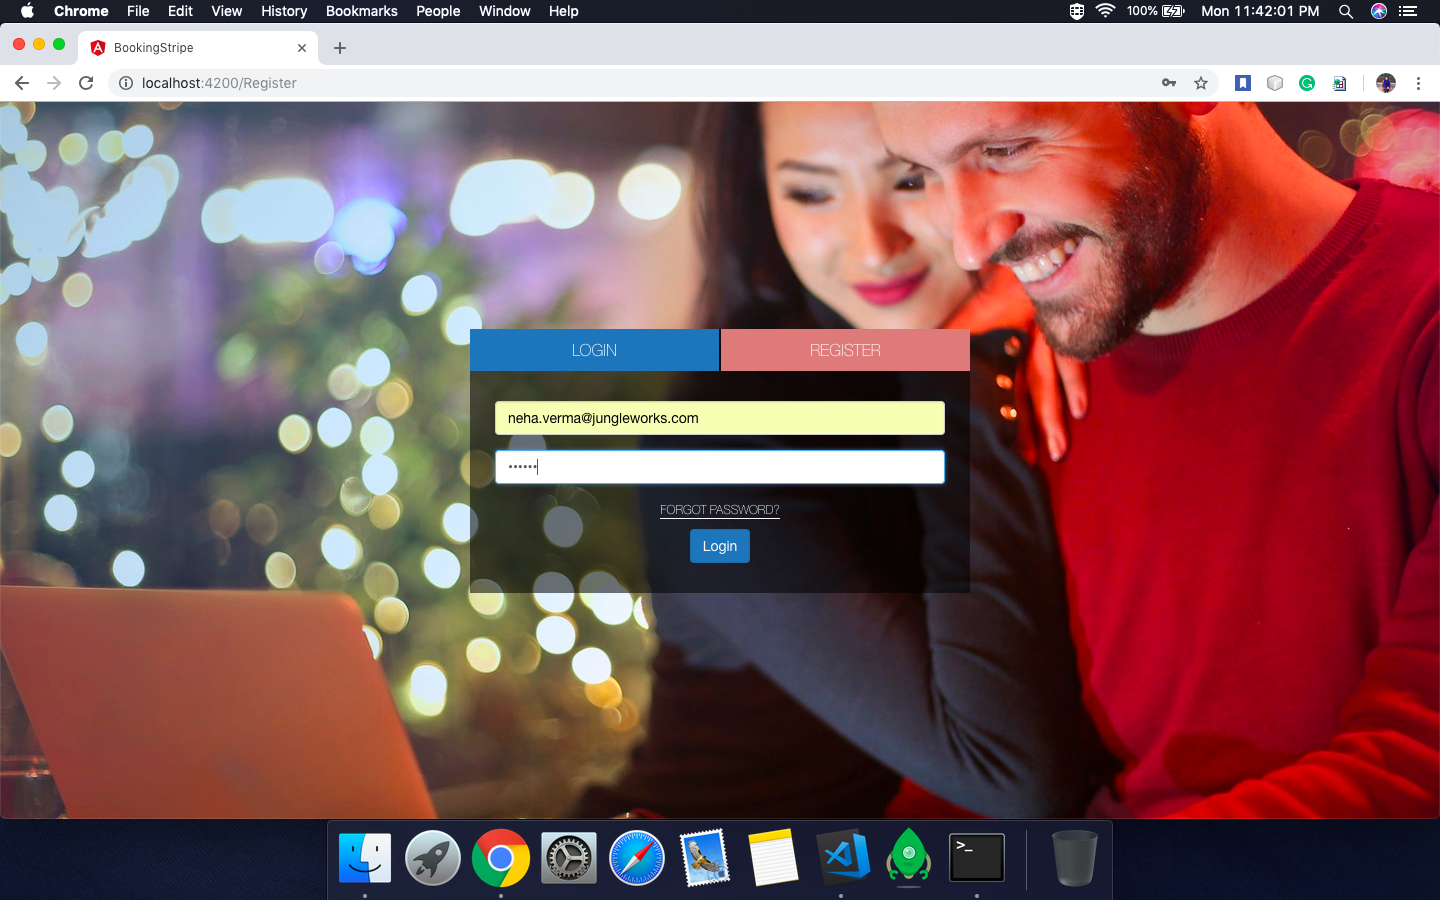 Chrome File Edit View History Bookmarks People Window Help 100% Mon 11:42:01 PM
BookingStripe
localhost:4200/Register
LOGIN REGISTER
neha.verma@jungleworks.com
••••••
FORGOT PASSWORD?
Login
>_